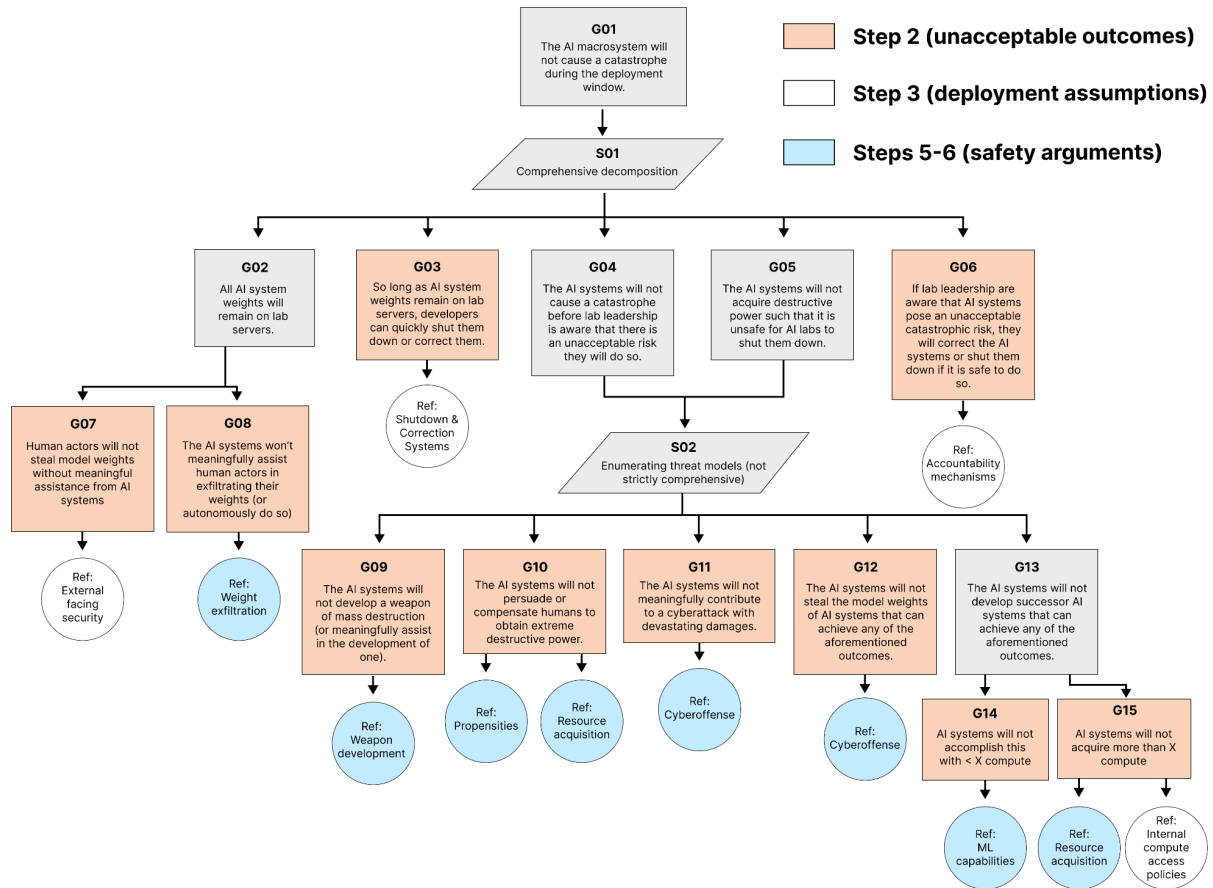 G01
The AI macrosystem will
not cause a catastrophe
during the deployment
window.
Step 2 (unacceptable outcomes)
Step 3 (deployment assumptions)
Steps 5-6 (safety arguments)
S01
Comprehensive decomposition
G02
All AI system
weights will
remain on lab
servers.
G03
So long as AI system
weights remain on lab
servers, developers
can quickly shut them
down or correct them.
G04
The AI systems will not
cause a catastrophe
before lab leadership
is aware that there is
an unacceptable risk
they will do so.
G05
The AI systems will not
acquire destructive
power such that it is
unsafe for AI labs to
shut them down.
G06
If lab leadership are
aware that AI systems
pose an unacceptable
catastrophic risk, they
will correct the AI
systems or shut them
down if it is safe to do
so.
Ref:
Shutdown &
Correction
Systems
Ref:
Accountability
mechanisms
G07
Human actors will not
steal model weights
without meaningful
assistance from AI
systems
G08
The AI systems won't
meaningfully assist
human actors in
exfiltrating their
weights (or
autonomously do so)
S02
Enumerating threat models (not
strictly comprehensive)
Ref:
External
facing
security
Ref:
Weight
exfiltration
G09
The AI systems will
not develop a weapon
of mass destruction
(or meaningfully assist
in the development of
one).
G10
The AI systems will not
persuade or
compensate humans to
obtain extreme
destructive power.
G11
The AI systems will not
meaningfully contribute
to a cyberattack with
devastating damages.
G12
The AI systems will not
steal the model weights
of AI systems that can
achieve any of the
aforementioned
outcomes.
G13
The AI systems will not
develop successor AI
systems that can
achieve any of the
aforementioned
outcomes.
Ref:
Weapon
development
Ref:
Propensities
Ref:
Resource
acquisition
Ref:
Cyberoffense
Ref:
Cyberoffense
G14
AI systems will not
accomplish this
with < X compute
G15
AI systems will not
acquire more than X
compute
Ref:
ML
capabilities
Ref:
Resource
acquisition
Ref:
Internal
compute
access
policies